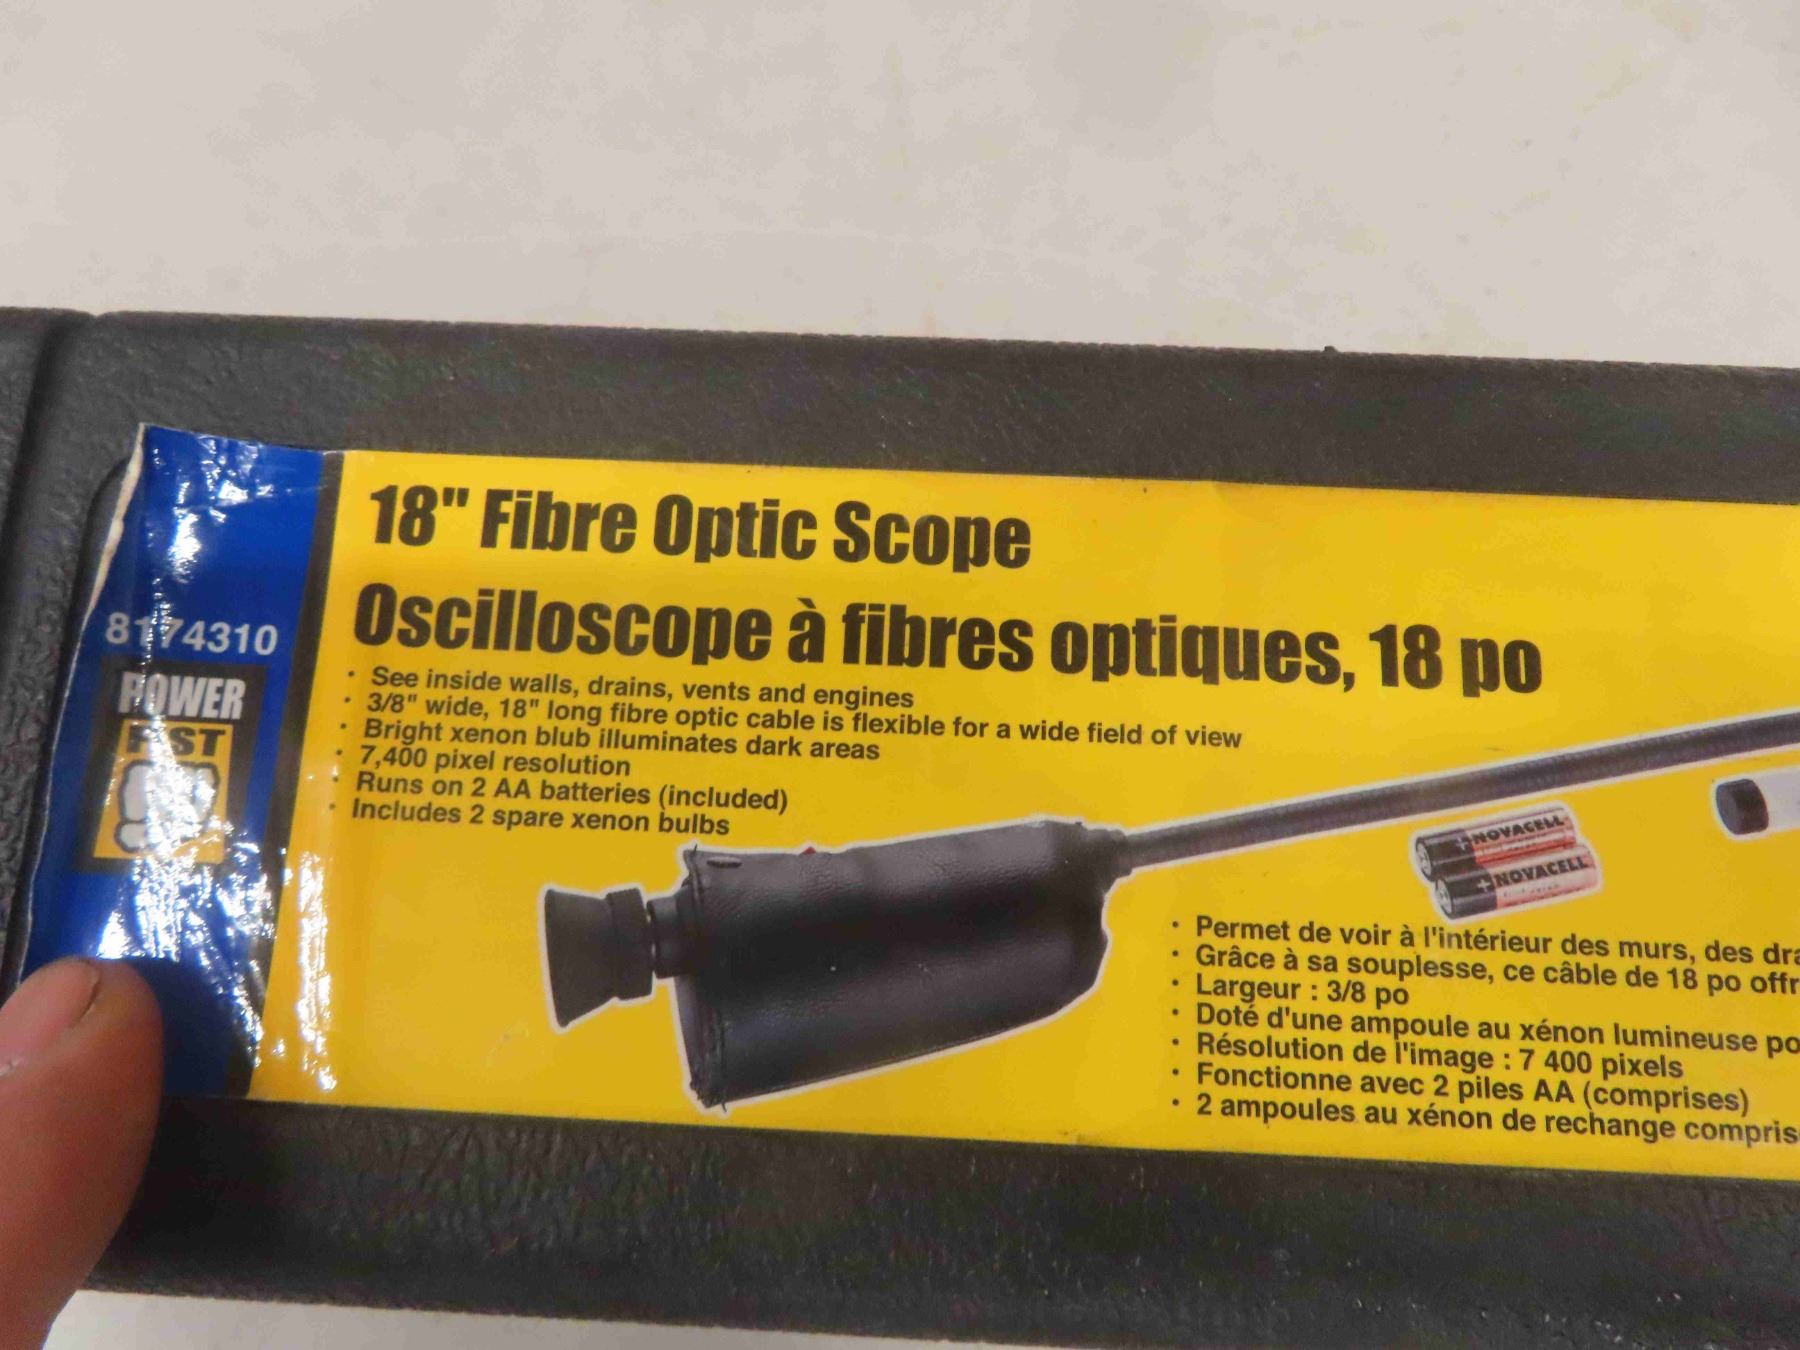 18" Fibre Optic Scope
Oscilloscope à fibres optiques, 18 po
8174310
POWER
FIST
· See inside walls, drains, vents and engines
· 3/8" wide, 18" long fibre optic cable is flexible for a wide field of view
· Bright xenon blub illuminates dark areas
· 7,400 pixel resolution
· Runs on 2 AA batteries (included)
· Includes 2 spare xenon bulbs
+ NOVACELL
+ NOVACELL
· Permet de voir à l'intérieur des murs, des dra
· Grâce à sa souplesse, ce câble de 18 po offr
· Largeur : 3/8 po
· Doté d'une ampoule au xénon lumineuse po
· Résolution de l'image : 7 400 pixels
· Fonctionne avec 2 piles AA (comprises)
· 2 ampoules au xénon de rechange compris